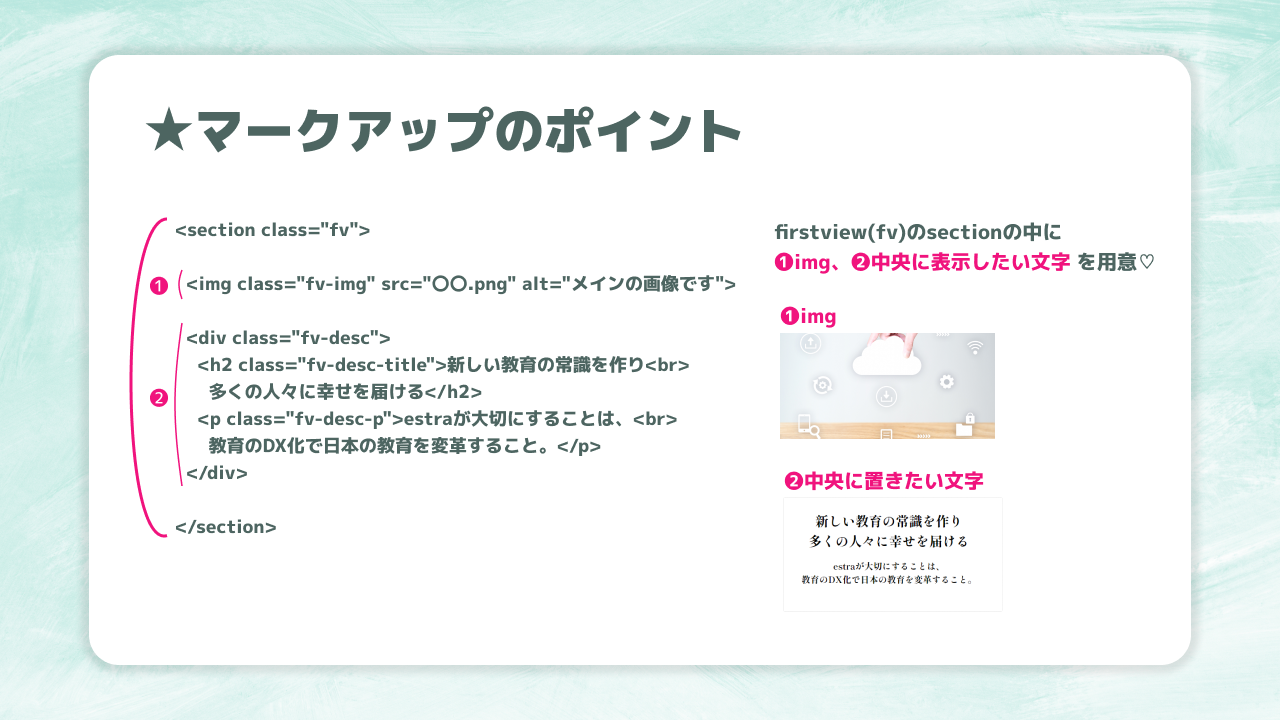 ★マークアップのポイント
<section class="fv">
❶ <img class="fv-img" src="〇〇.png" alt="メインの画像です">
<div class="fv-desc">
<h2 class="fv-desc-title">新しい教育の常識を作り<br>
多くの人々に幸せを届ける</h2>
❷
<p class="fv-desc-p">estraが大切にすることは、<br>
教育のDX化で日本の教育を変革すること。</p>
</div>
</section>
firstview(fv)のsectionの中に
❶img、❷中央に表示したい文字 を用意♡
❶img
❷中央に置きたい文字
新しい教育の常識を作り
多くの人々に幸せを届ける
estraが大切にすることは、
教育のDX化で日本の教育を変革すること。